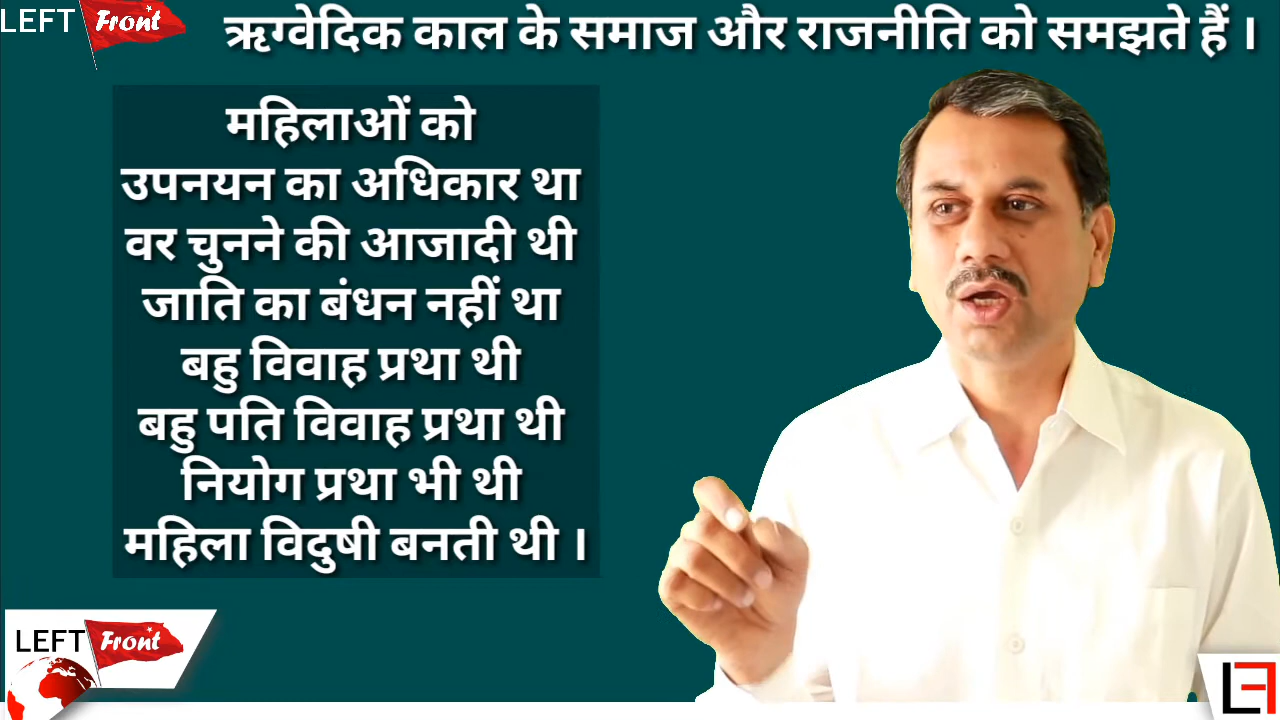 LEFT Front
ऋग्वेदिक काल के समाज और राजनीति को समझते हैं ।
महिलाओं को
उपनयन का अधिकार था
वर चुनने की आजादी थी
जाति का बंधन नहीं था
बहु विवाह प्रथा थी
बहु पति विवाह प्रथा थी
नियोग प्रथा भी थी
महिला विदुषी बनती थी ।
LEFT Front
LF